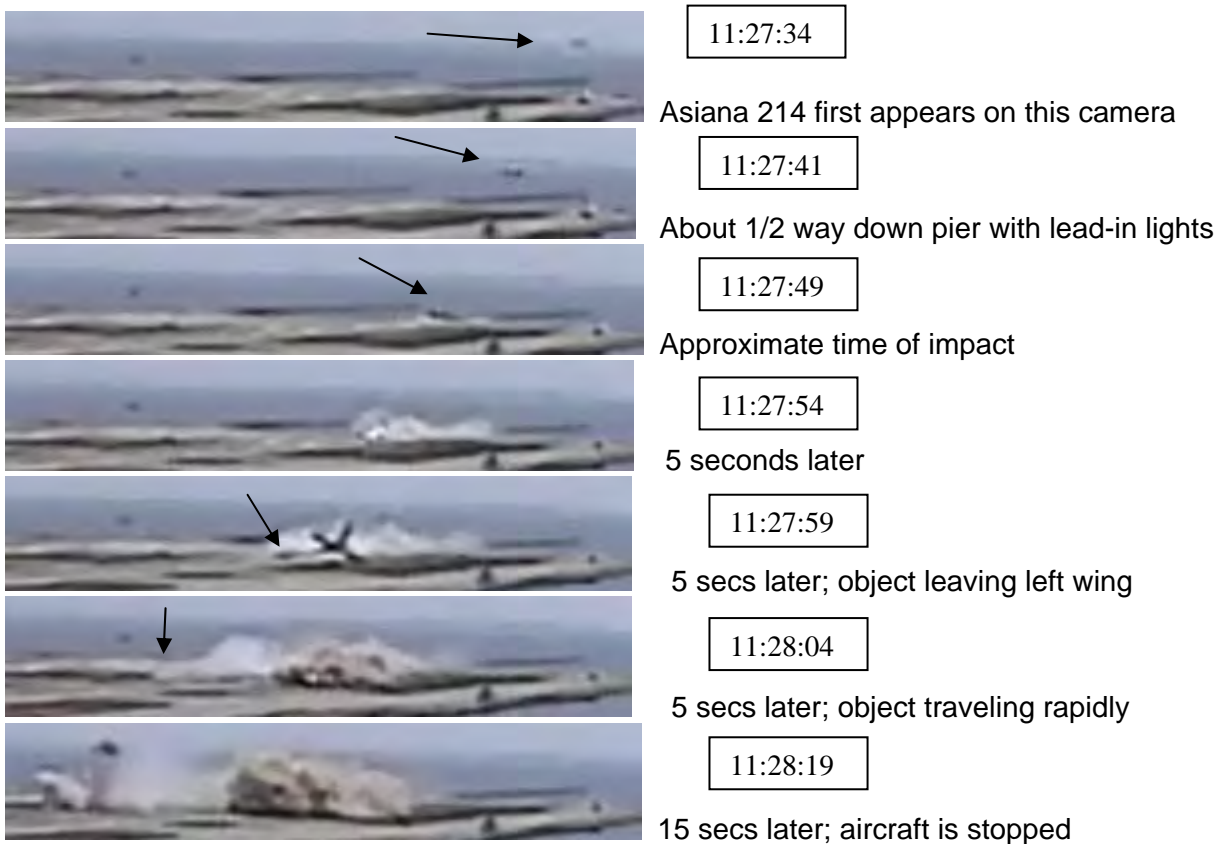 11:27:34
Asiana 214 first appears on this camera
11:27:41
About 1/2 way down pier with lead-in lights
11:27:49
Approximate time of impact
11:27:54
5 seconds later
11:27:59
5 secs later; object leaving left wing
11:28:04
5 secs later; object traveling rapidly
11:28:19
15 secs later; aircraft is stopped